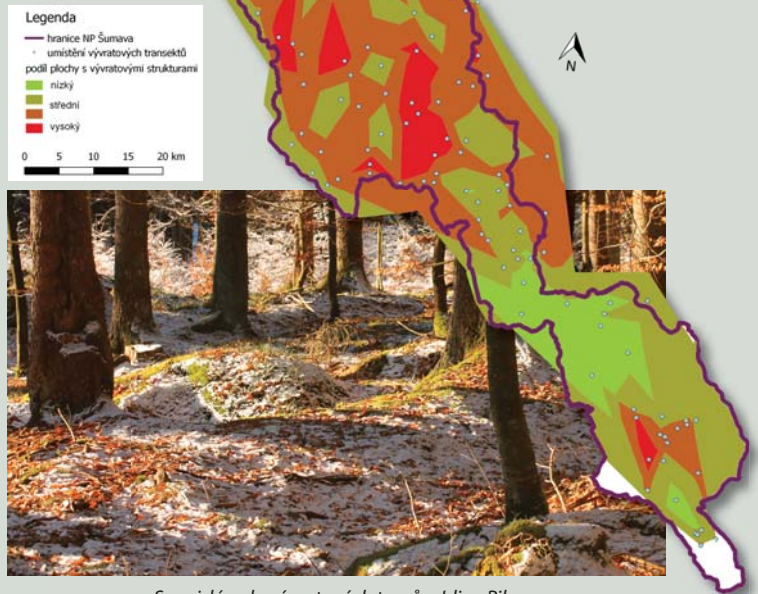 Legenda
hranice NP Šumava
umístění vývratových transektů
podíl plochy s vývratovými strukturami
nízký
střední
vysoký
0 5 10 15 20 km
N